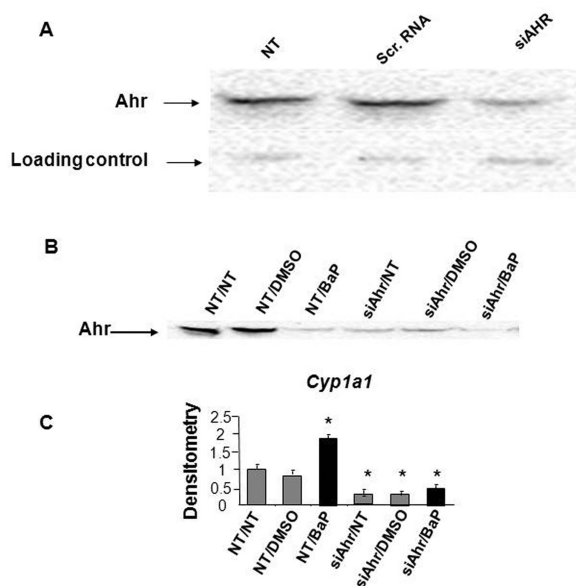 A
NT
Scr. RNA
siAHR
Ahr
Loading control
B
NT/NT
NT/DMSO
NT/BaP
siAhr/NT
siAhr/DMSO
siAhr/BaP
Ahr
C
Cyp1a1
Densitometry
2.5
2
1.5
1
0.5
0
*
*
*
*
NT/NT
NT/DMSO
NT/BaP
siAhr/NT
siAhr/DMSO
siAhr/BaP